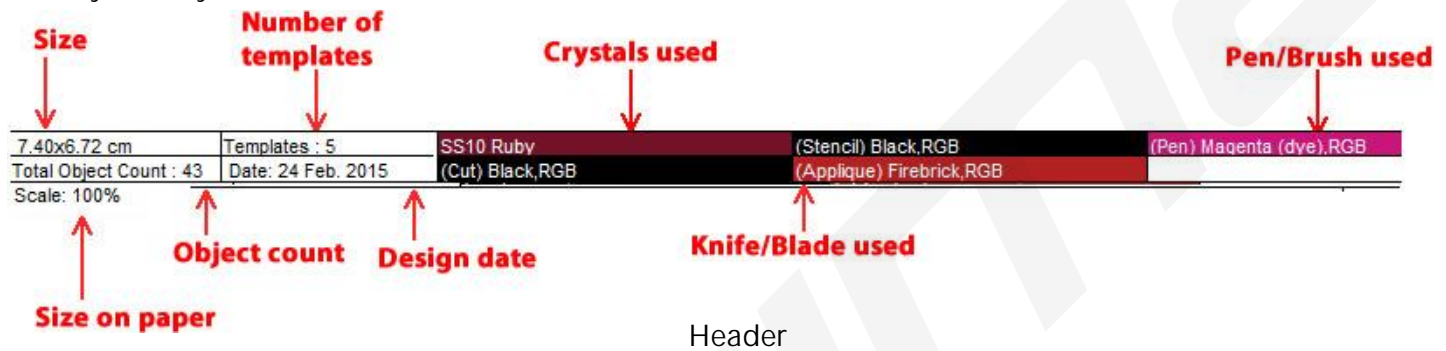 Size
Number of
templates
Crystals used
Pen/Brush used
7.40x6.72 cm
Templates : 5
SS10 Ruby
(Stencil) Black,RGB
(Pen) Magenta (dye),RGB
Total Object Count : 43
Date: 24 Feb. 2015
(Cut) Black,RGB
(Applique) Firebrick,RGB
Scale: 100%
Object count
Design date
Knife/Blade used
Size on paper
Header